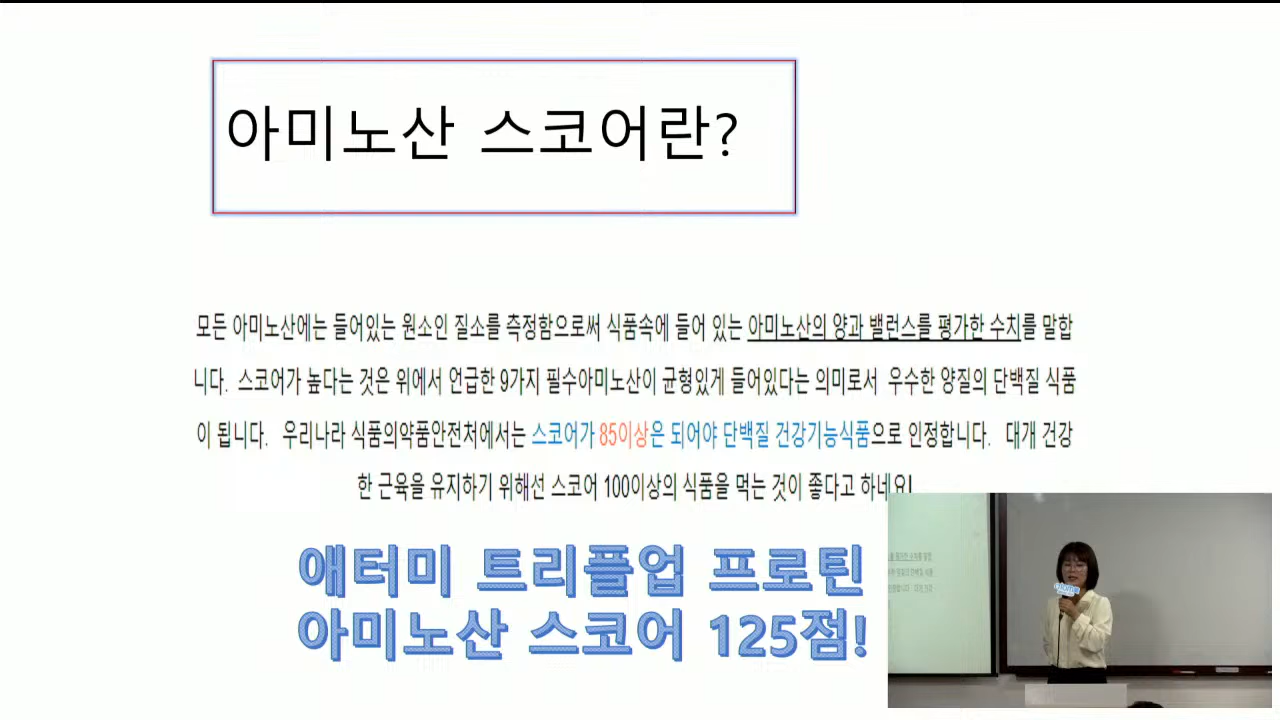 아미노산 스코어란?
모든 아미노산에는 들어있는 원소인 질소를 측정함으로써 식품속에 들어 있는 아미노산의 양과 밸런스를 평가한 수치를 말합
니다. 스코어가 높다는 것은 위에서 언급한 9가지 필수아미노산이 균형있게 들어있다는 의미로서 우수한 양질의 단백질 식품
이 됩니다. 우리나라 식품의약품안전처에서는 스코어가 85이상은 되어야 단백질 건강기능식품으로 인정합니다. 대개 건강
한 근육을 유지하기 위해선 스코어 100이상의 식품을 먹는 것이 좋다고 하네요!
애터미 트리플업 프로틴
아미노산 스코어 125점!